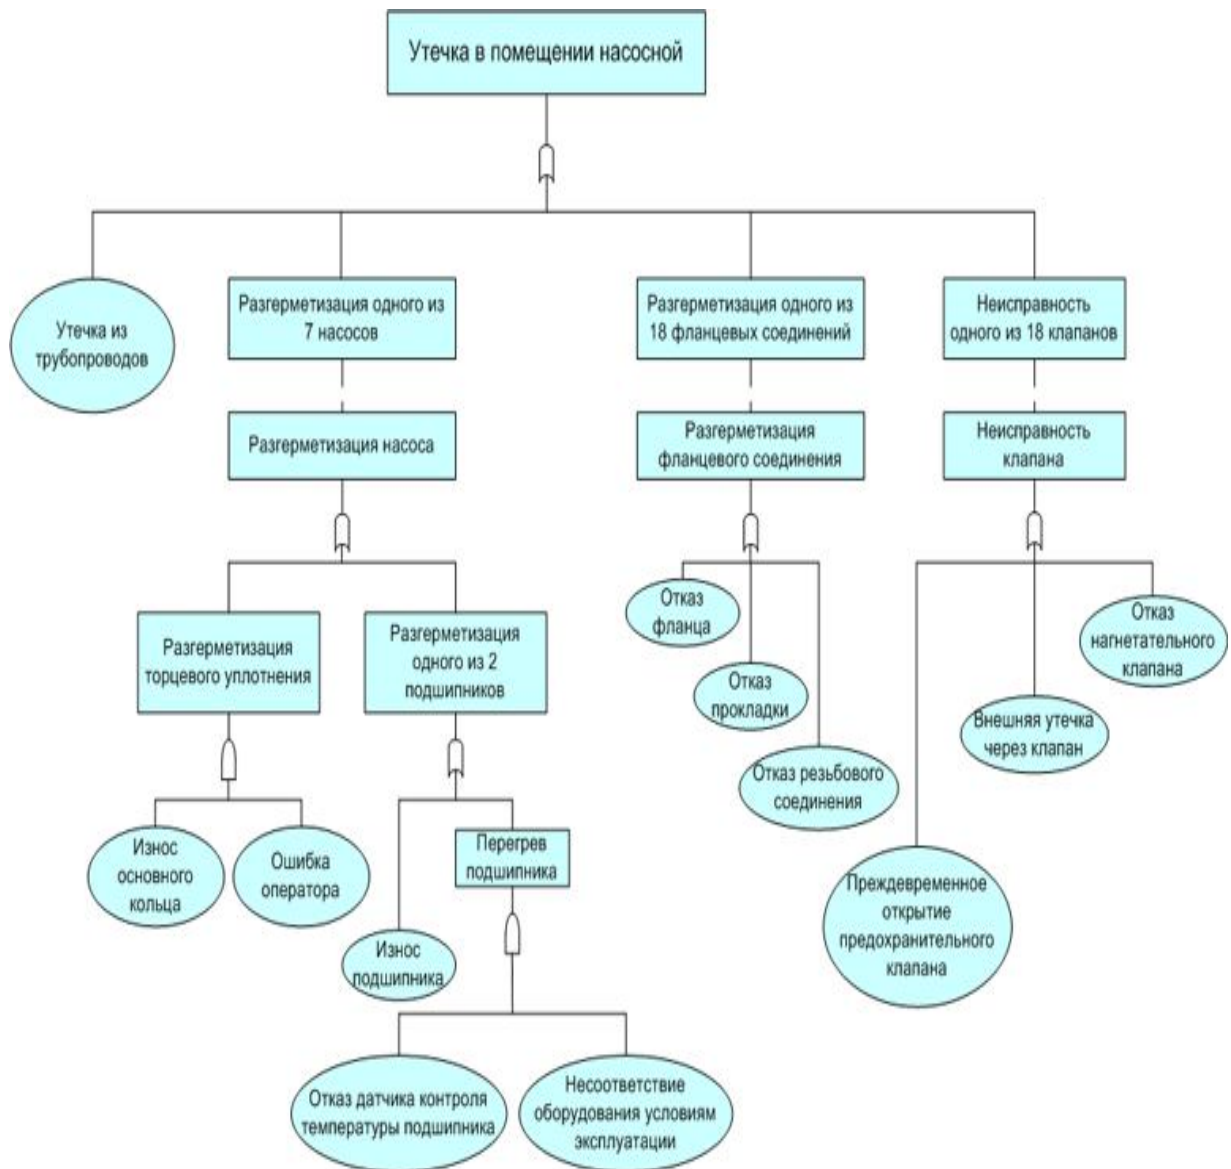 Утечка в помещении насосной
Утечка из
трубопроводов
Разгерметизация одного из
7 насосов
Разгерметизация одного из
18 фланцевых соединений
Неисправность
одного из 18 клапанов
Разгерметизация насоса
Разгерметизация
фланцевого соединения
Неисправность
клапана
Разгерметизация
торцевого уплотнения
Разгерметизация
одного из 2
подшипников
Отказ
фланца
Отказ
прокладки
Отказ резьбового
соединения
Отказ
нагнетательного
клапана
Внешняя утечка
через клапан
Преждевременное
открытие
предохранительного
клапана
Износ
основного
кольца
Ошибка
оператора
Износ
подшипника
Перегрев
подшипника
Отказ датчика контроля
температуры подшипника
Несоответствие
оборудования условиям
эксплуатации